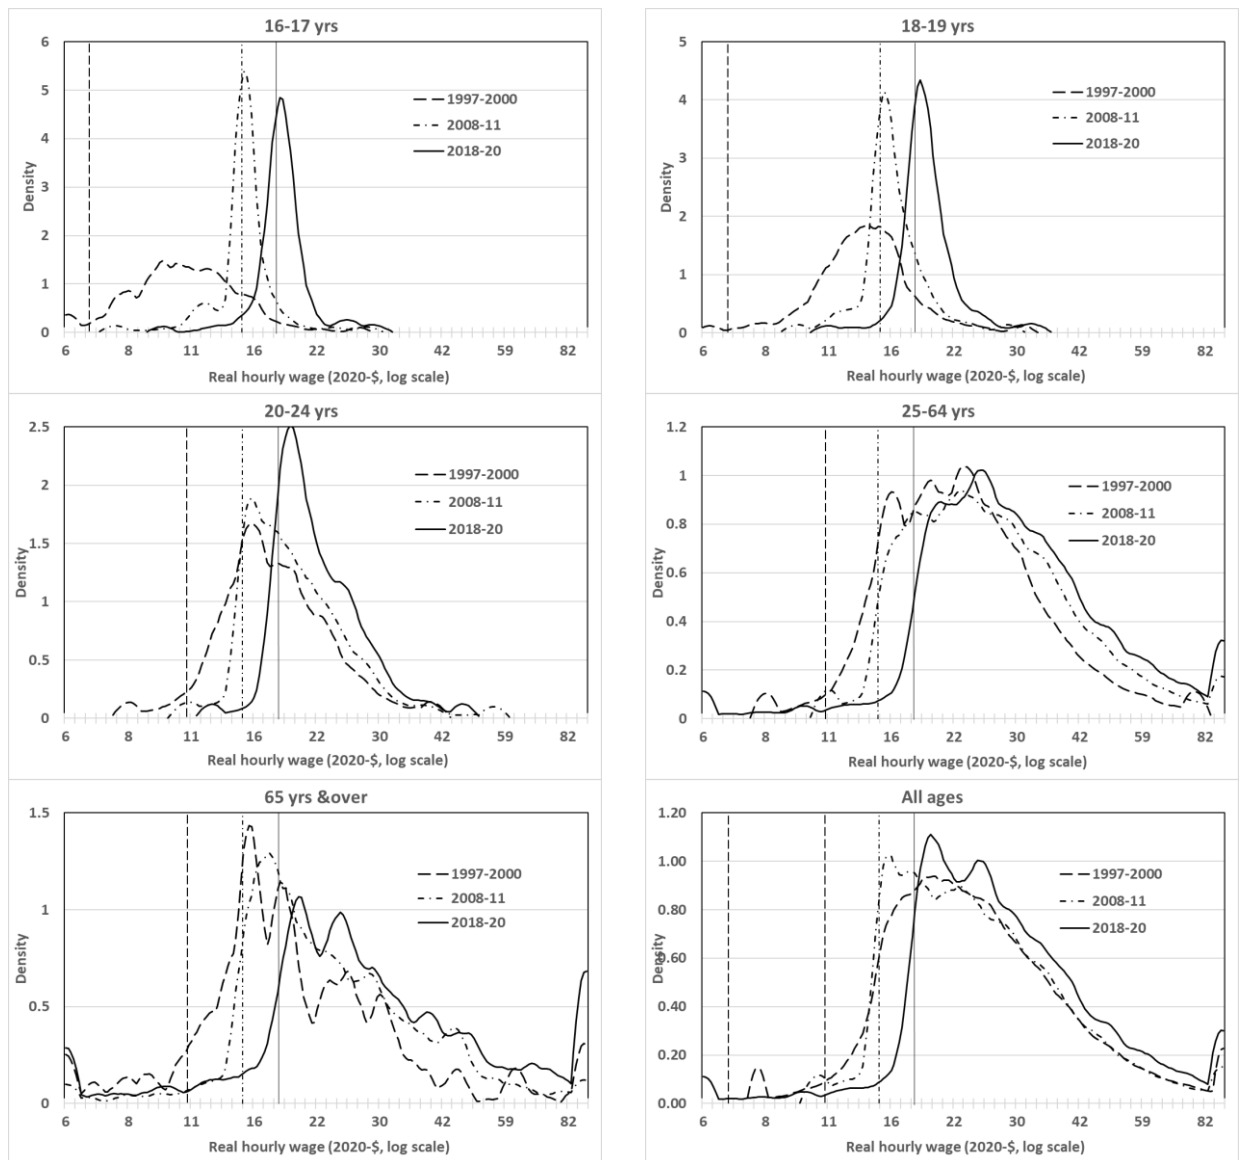 16-17 yrs
6
5
4
3
2
1
0
Density
1997-2000
2008-11
2018-20
6 8 11 16 22 30 42 59 82
Real hourly wage (2020-$, log scale)
18-19 yrs
5
4
3
2
1
0
Density
1997-2000
2008-11
2018-20
6 8 11 16 22 30 42 59 82
Real hourly wage (2020-$, log scale)
20-24 yrs
2.5
2
1.5
1
0.5
0
Density
1997-2000
2008-11
2018-20
6 8 11 16 22 30 42 59 82
Real hourly wage (2020-$, log scale)
25-64 yrs
1.2
1
0.8
0.6
0.4
0.2
0
Density
1997-2000
2008-11
2018-20
6 8 11 16 22 30 42 59 82
Real hourly wage (2020-$, log scale)
65 yrs &over
1.5
1
0.5
0
Density
1997-2000
2008-11
2018-20
6 8 11 16 22 30 42 59 82
Real hourly wage (2020-$, log scale)
All ages
1.20
1.00
0.80
0.60
0.40
0.20
0.00
Density
1997-2000
2008-11
2018-20
6 8 11 16 22 30 42 59 82
Real hourly wage (2020-$, log scale)